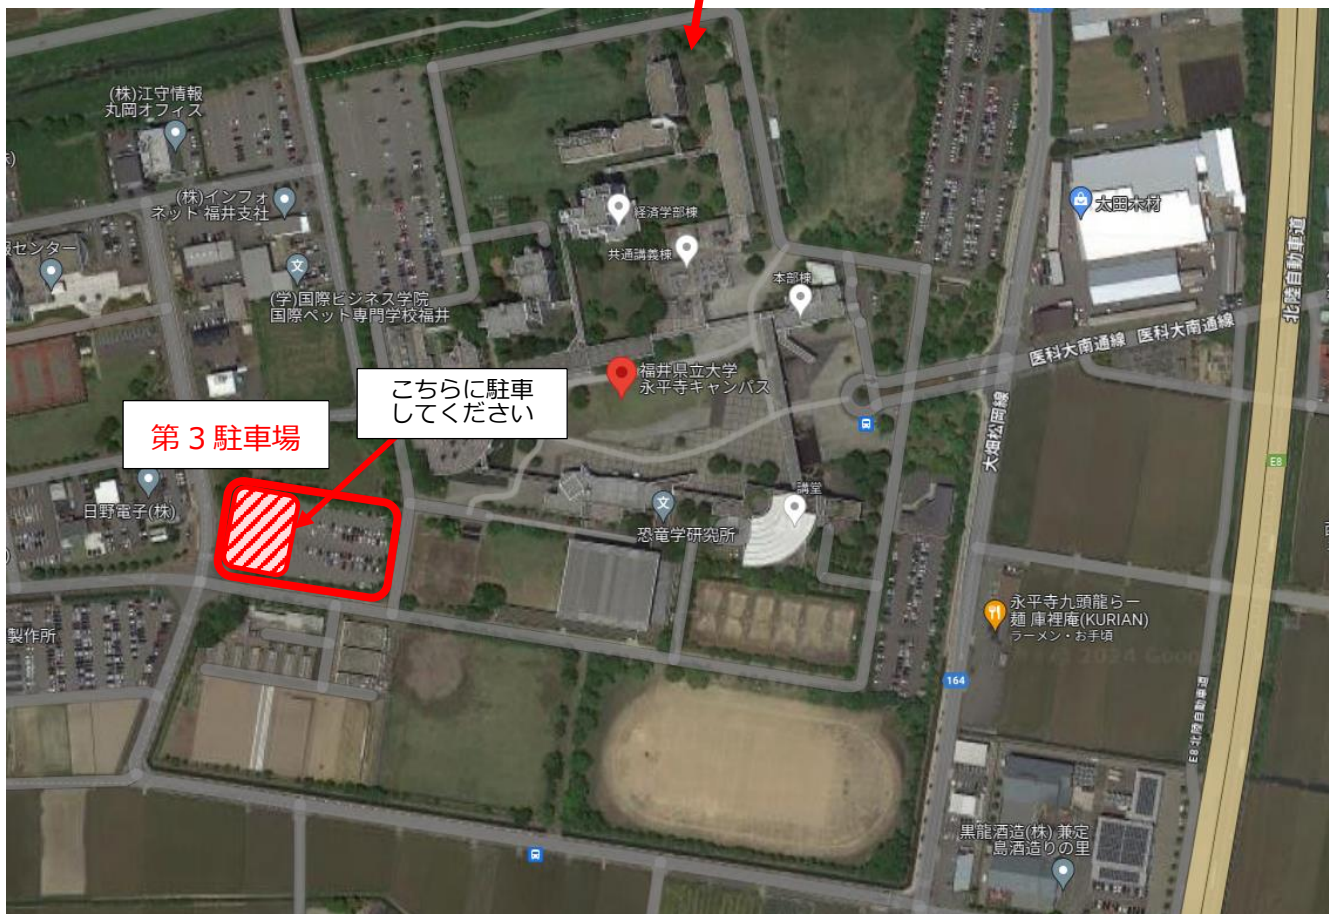 (株)江守情報
丸岡オフィス
(株)インフォ
ネット 福井支社
報センター
(学)国際ビジネス学院
国際ペット専門学校福井
経済学部棟
共通講義棟
本部棟
太田木材
北陸自動車道
医科大南通線
医科大南通線
福井県立大学
永平寺キャンパス
こちらに駐車
してください
第3駐車場
大畑松岡線
E8
日野電子(株)
講堂
恐竜学研究所
製作所
永平寺九頭龍らー
麺 庫裡庵(KURIAN)
ラーメン・お手頃
164
E8 北陸自動車道
黒龍酒造(株) 兼定
島酒造りの里